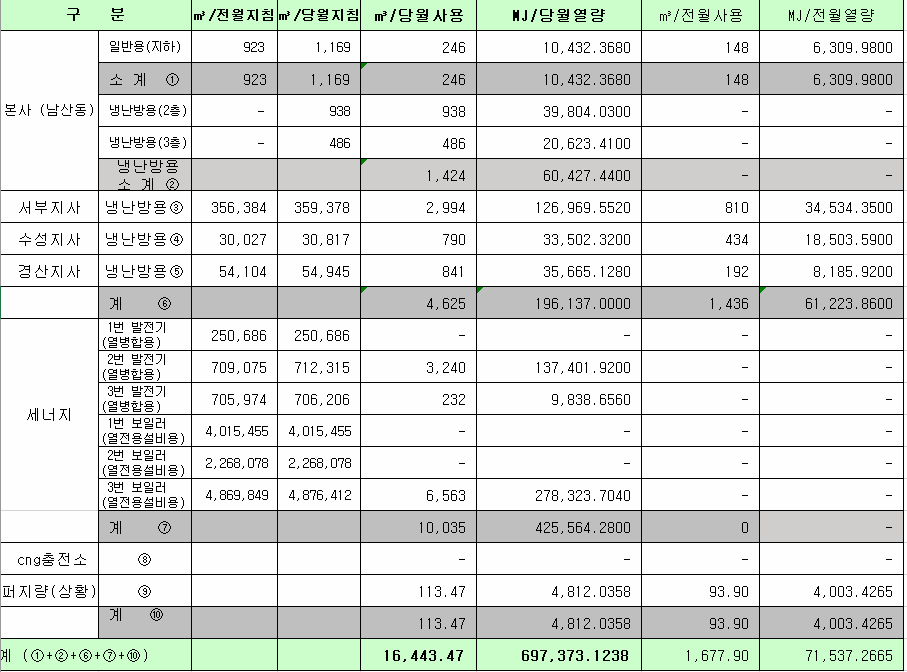 구 분 ㎥/전월지침 ㎥/당월지침 ㎥/당월사용 MJ/당월열량 ㎥/전월사용 MJ/전월열량
본사 (남산동) 일반용(지하) 923 1,169 246 10,432.3680 148 6,309.9800
소 계 ① 923 1,169 246 10,432.3680 148 6,309.9800
냉난방용(2층) - 938 938 39,804.0300 - -
냉난방용(3층) - 486 486 20,623.4100 - -
냉난방용
소 계 ② 1,424 60,427.4400 - -
서부지사 냉난방용③ 356,384 359,378 2,994 126,969.5520 810 34,534.3500
수성지사 냉난방용④ 30,027 30,817 790 33,502.3200 434 18,503.5900
경산지사 냉난방용⑤ 54,104 54,945 841 35,665.1280 192 8,185.9200
계 ⑥ 4,625 196,137.0000 1,436 61,223.8600
세너지 1번 발전기
(열병합용) 250,686 250,686 - - - -
2번 발전기
(열병합용) 709,075 712,315 3,240 137,401.9200 - -
3번 발전기
(열병합용) 705,974 706,206 232 9,838.6560 - -
1번 보일러
(열전용설비용) 4,015,455 4,015,455 - - - -
2번 보일러
(열전용설비용) 2,268,078 2,268,078 - - - -
3번 보일러
(열전용설비용) 4,869,849 4,876,412 6,563 278,323.7040 - -
계 ⑦ 10,035 425,564.2800 0 -
cng충전소 ⑧ - - - -
퍼지량(상황) ⑨ 113.47 4,812.0358 93.90 4,003.4265
계 ⑩ 113.47 4,812.0358 93.90 4,003.4265
계 (①+②+⑥+⑦+⑩) 16,443.47 697,373.1238 1,677.90 71,537.2665